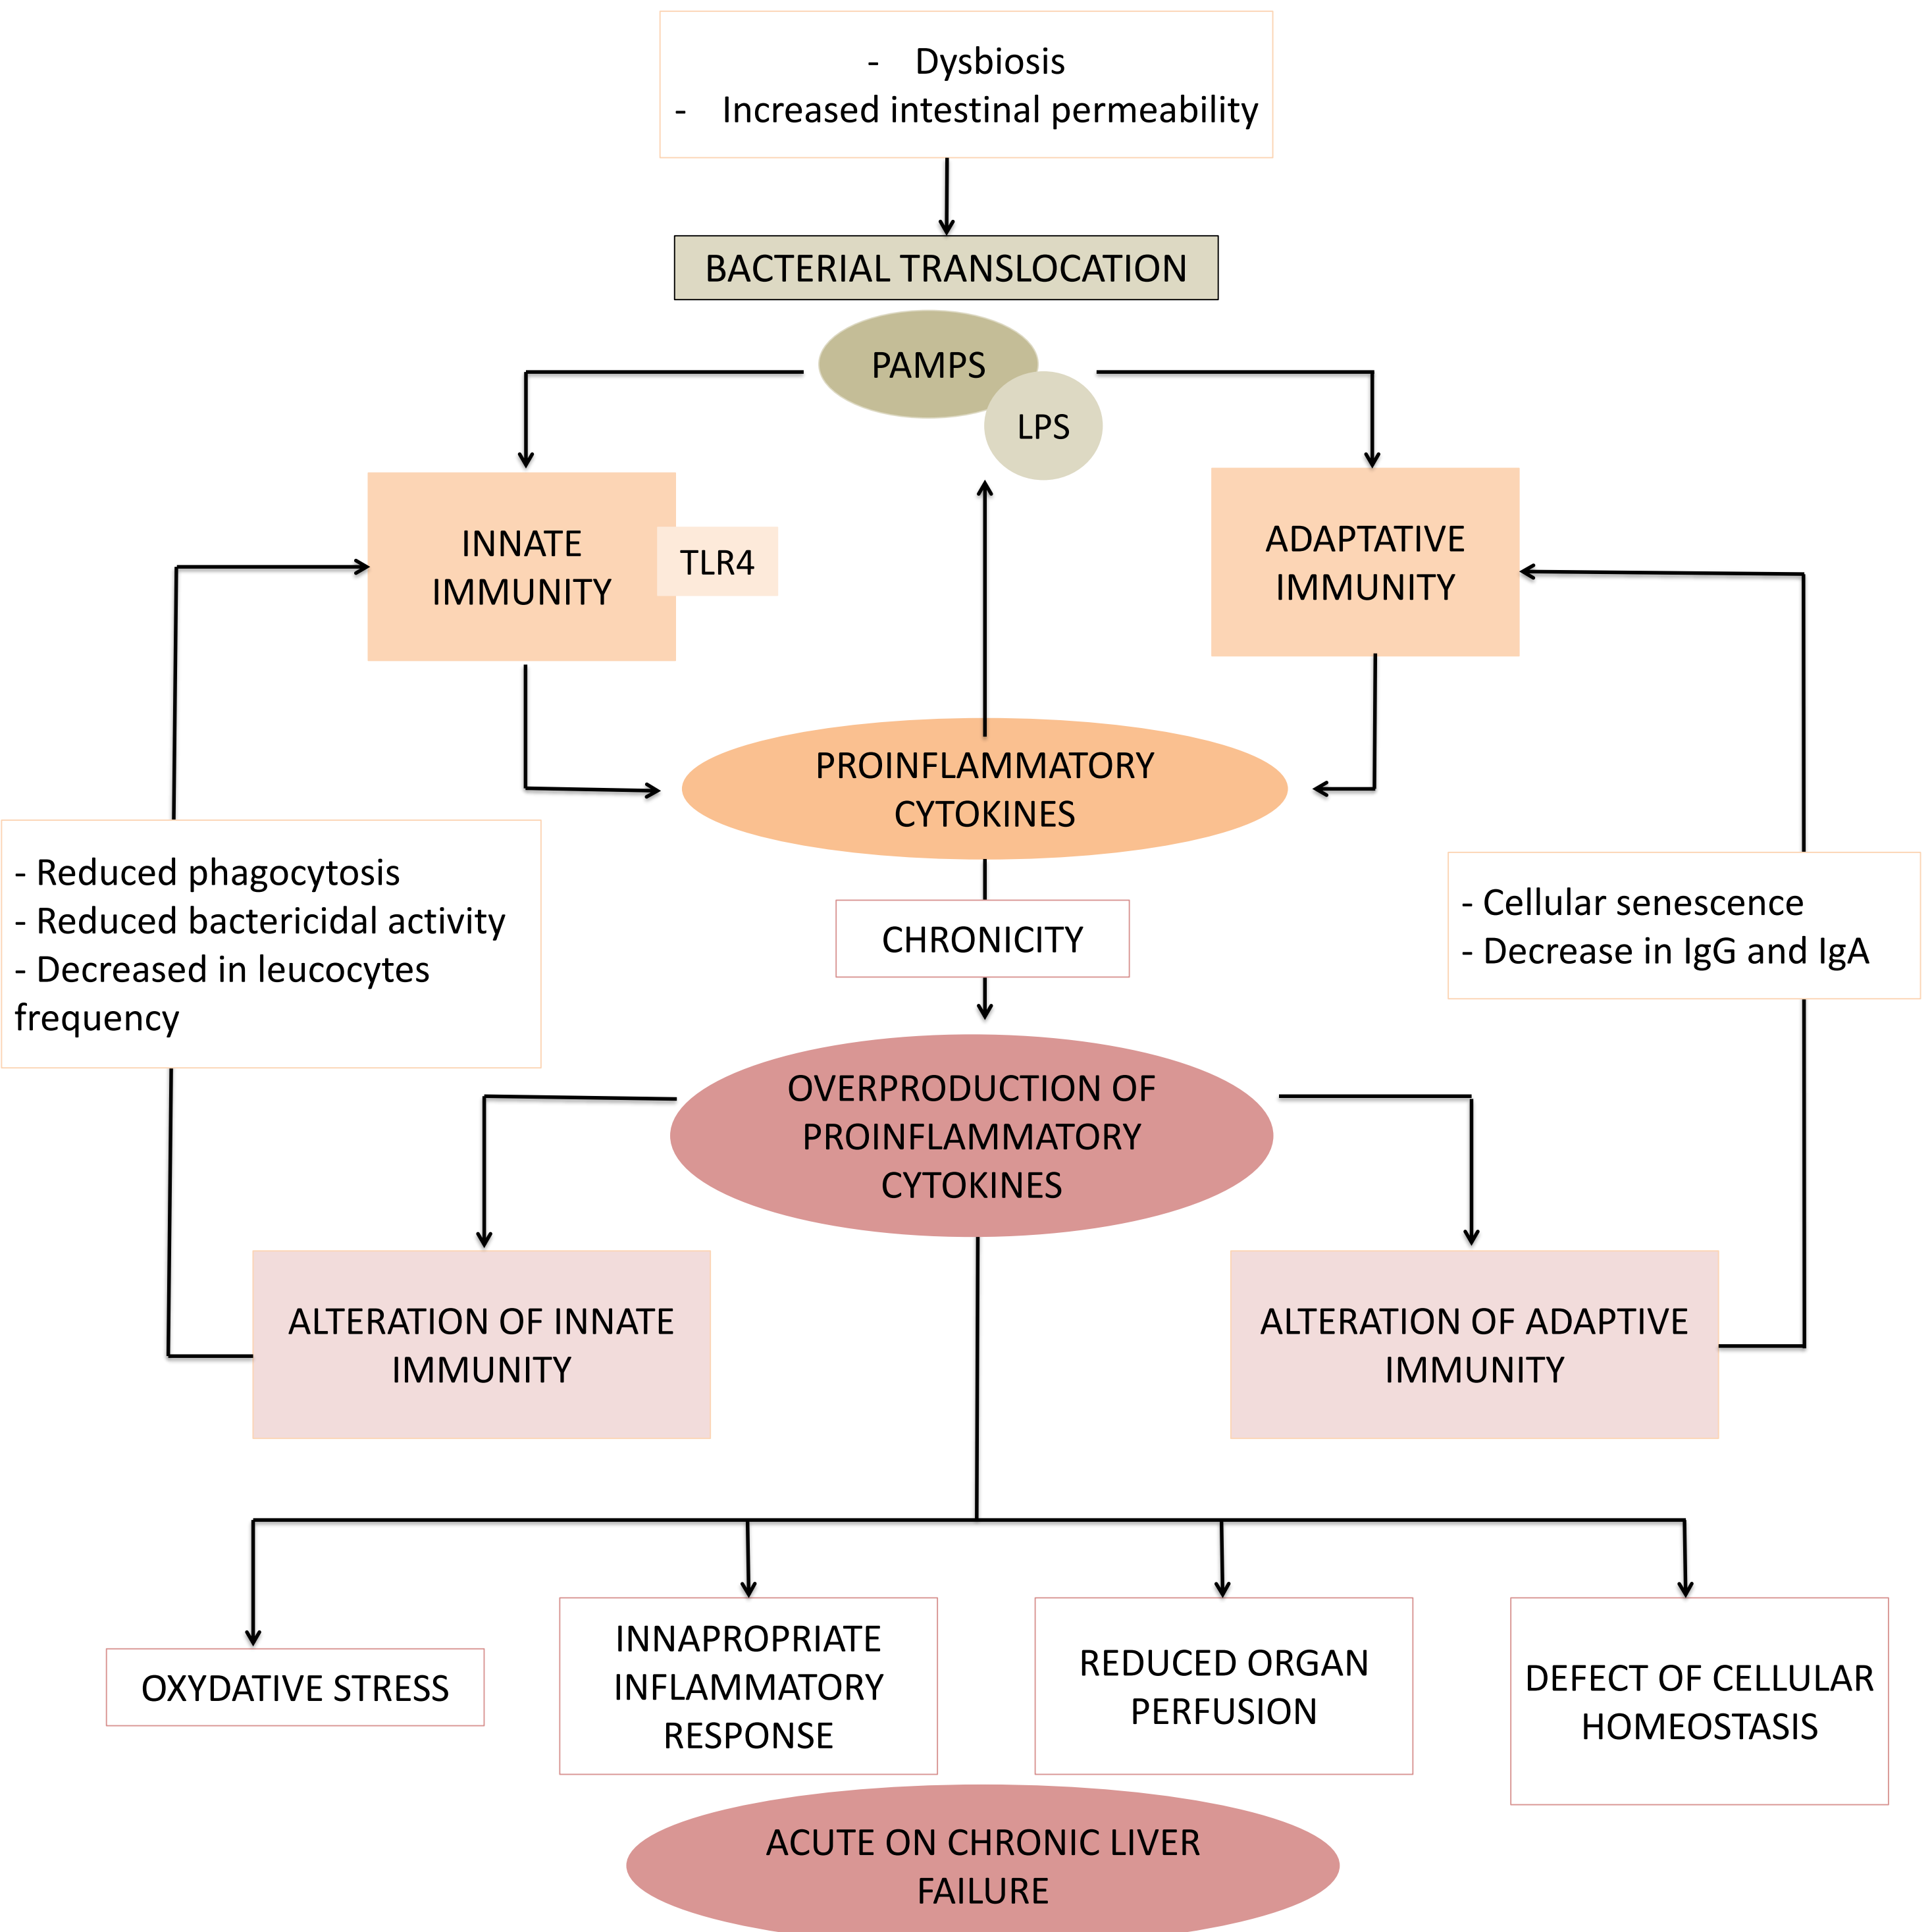 - Dysbiosis
- Increased intestinal permeability
BACTERIAL TRANSLOCATION
PAMPS
LPS
INNATE
IMMUNITY
TLR4
ADAPTATIVE
IMMUNITY
PROINFLAMMATORY
CYTOKINES
- Reduced phagocytosis
- Reduced bactericidal activity
- Decreased in leucocytes
frequency
CHRONICITY
- Cellular senescence
- Decrease in IgG and IgA
OVERPRODUCTION OF
PROINFLAMMATORY
CYTOKINES
ALTERATION OF INNATE
IMMUNITY
ALTERATION OF ADAPTIVE
IMMUNITY
OXYDATIVE STRESS
INNAPROPRIATE
INFLAMMATORY
RESPONSE
REDUCED ORGAN
PERFUSION
DEFECT OF CELLULAR
HOMEOSTASIS
ACUTE ON CHRONIC LIVER
FAILURE